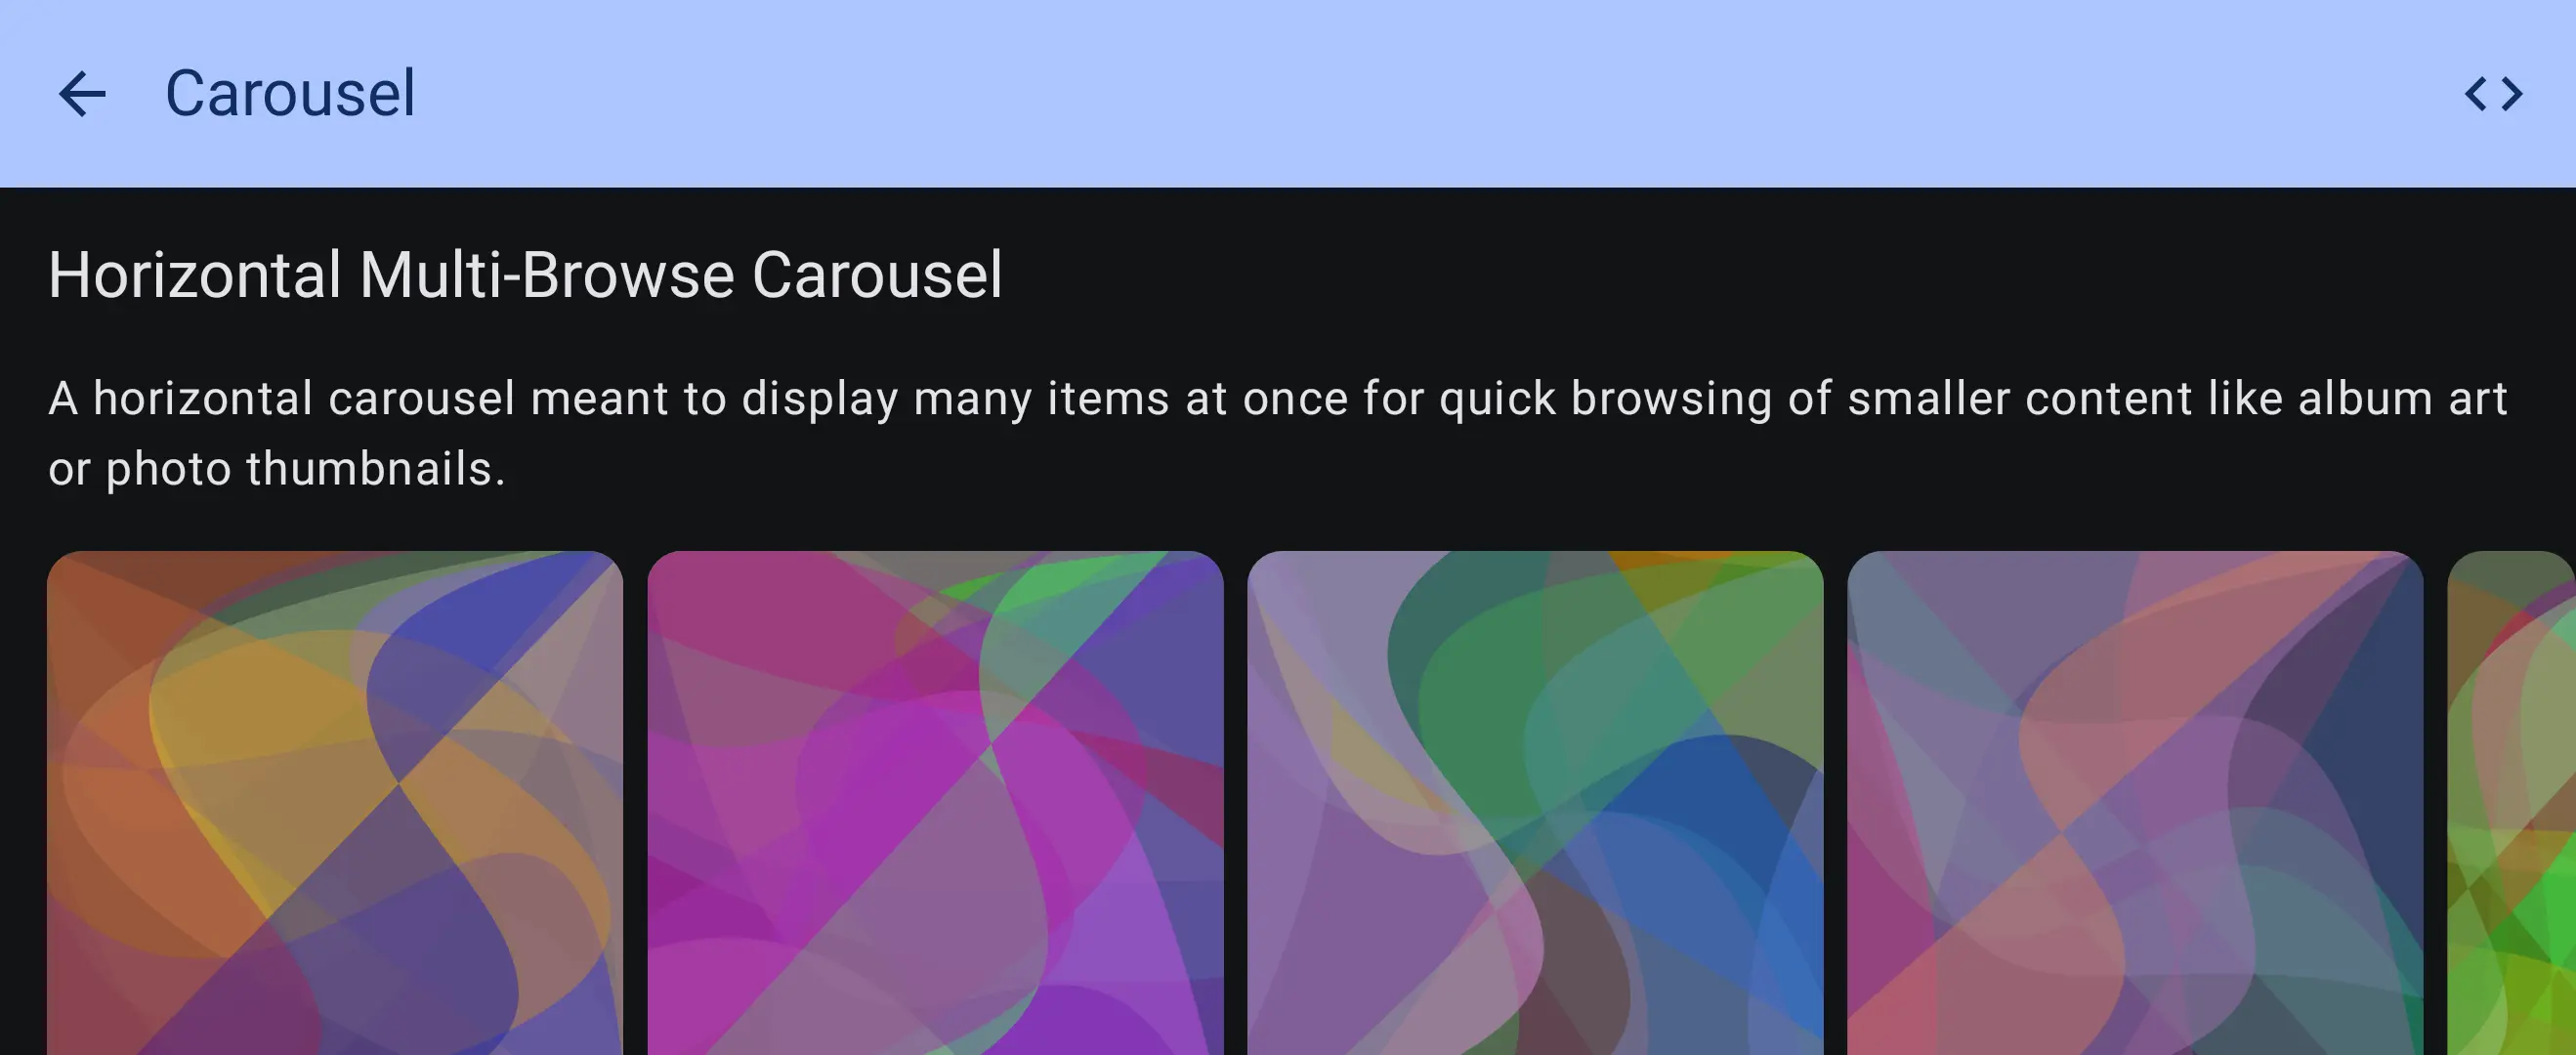 Carousel
Horizontal Multi-Browse Carousel
A horizontal carousel meant to display many items at once for quick browsing of smaller content like album art
or photo thumbnails.